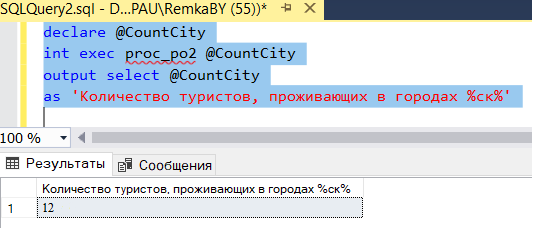 SQLQuery2.sql - D...PAU\RemkaBY (55))*
declare @CountCity
int exec proc_po2 @CountCity
output select @CountCity
as 'Количество туристов, проживающих в городах %ск%'
100 %
Результаты Сообщения
Количество туристов, проживающих в городах %ск%
1 12